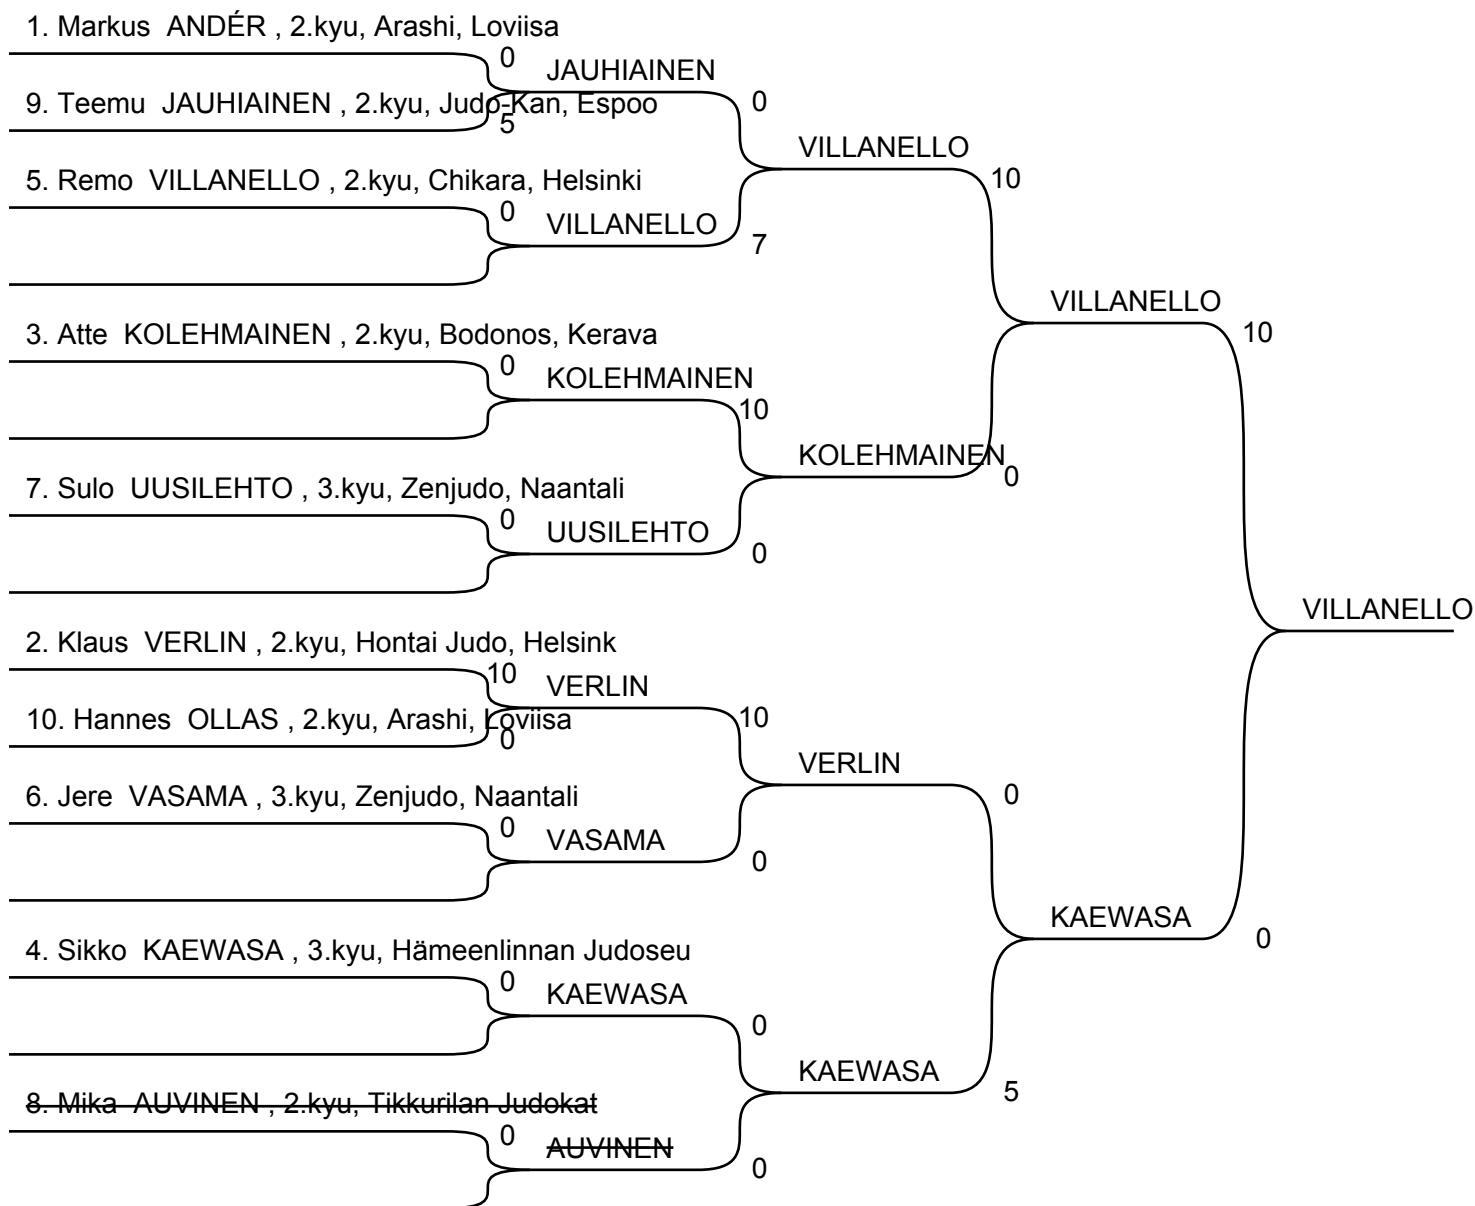 1. Markus  ANDÉR , 2.kyu, Arashi, Loviisa
0
JAUHIAINEN
0
9. Teemu  JAUHIAINEN , 2.kyu, Judo-Kan, Espoo
5
VILLANELLO
10
5. Remo  VILLANELLO , 2.kyu, Chikara, Helsinki
0
VILLANELLO
7
VILLANELLO
10
3. Atte  KOLEHMAINEN , 2.kyu, Bodonos, Kerava
0
KOLEHMAINEN
10
KOLEHMAINEN
0
7. Sulo  UUSILEHTO , 3.kyu, Zenjudo, Naantali
0
UUSILEHTO
0
VILLANELLO
2. Klaus  VERLIN , 2.kyu, Hontai Judo, Helsink
10
VERLIN
10
10. Hannes  OLLAS , 2.kyu, Arashi, Loviisa
0
VERLIN
0
6. Jere  VASAMA , 3.kyu, Zenjudo, Naantali
0
VASAMA
0
KAEWASA
0
4. Sikko  KAEWASA , 3.kyu, Hämeenlinnan Judoseu
0
KAEWASA
0
KAEWASA
5
8. Mika  AUVINEN , 2.kyu, Tikkurilan Judokat
0
AUVINEN
0